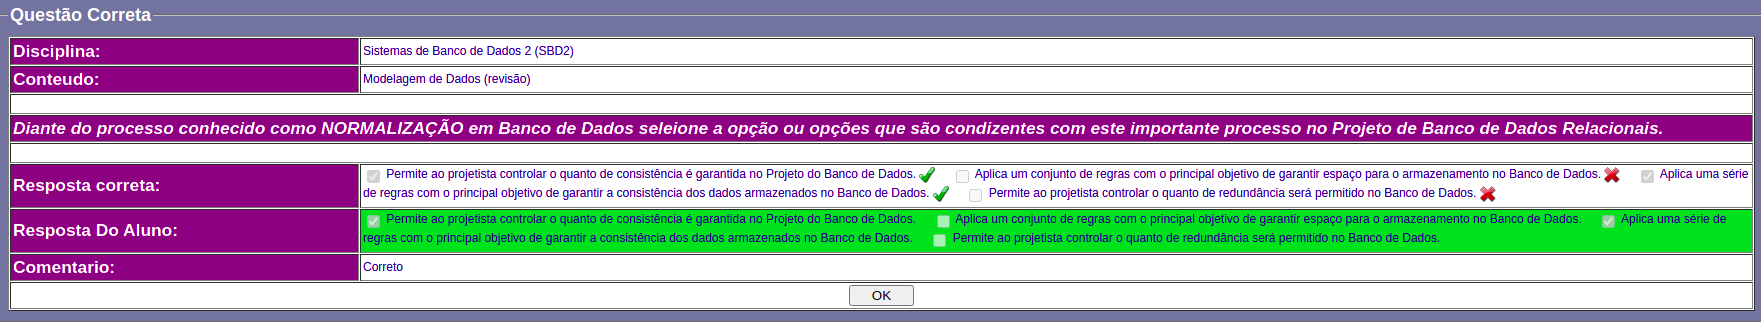 Questão Correta
Disciplina: Sistemas de Banco de Dados 2 (SBD2)
Conteudo: Modelagem de Dados (revisão)
Diante do processo conhecido como NORMALIZAÇÃO em Banco de Dados seleione a opção ou opções que são condizentes com este importante processo no Projeto de Banco de Dados Relacionais.
Resposta correta:
Permite ao projetista controlar o quanto de consistência é garantida no Projeto do Banco de Dados. Aplica um conjunto de regras com o principal objetivo de garantir espaço para o armazenamento no Banco de Dados. Aplica uma série
de regras com o principal objetivo de garantir a consistência dos dados armazenados no Banco de Dados. Permite ao projetista controlar o quanto de redundância será permitido no Banco de Dados.
Resposta Do Aluno:
Permite ao projetista controlar o quanto de consistência é garantida no Projeto do Banco de Dados. Aplica um conjunto de regras com o principal objetivo de garantir espaço para o armazenamento no Banco de Dados. Aplica uma série de
regras com o principal objetivo de garantir a consistência dos dados armazenados no Banco de Dados. Permite ao projetista controlar o quanto de redundância será permitido no Banco de Dados.
Comentario: Correto
OK